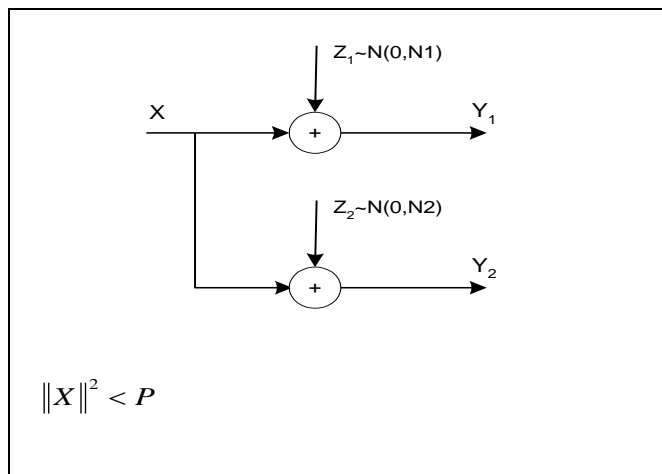 Z₁~N(0,N1)
X
Y₁
+
Z₂~N(0,N2)
Y₂
+
‖X‖² < P